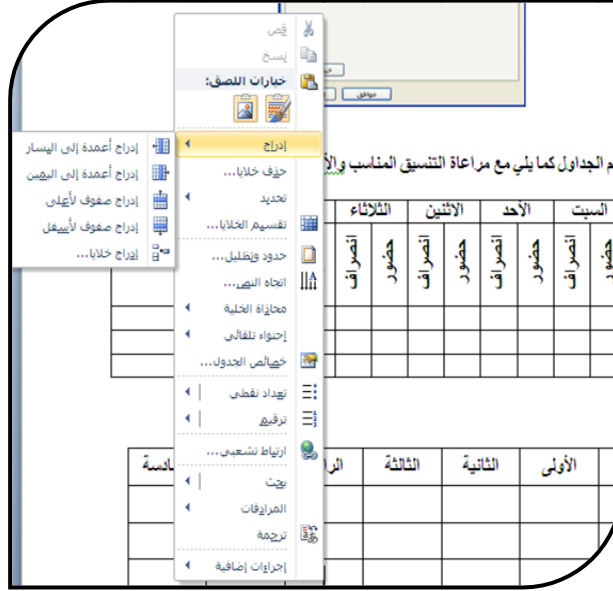 قص
نسخ
خيارات اللصق:
إدراج
حذف خلايا...
تحديد
تقسيم الخلايا...
حدود وتظليل...
اتجاه النص...
محاذاة الخلية
إحتواء تلقائي
خصائص الجدول...
تعداد نقطي
ترقيم
ارتباط تشعبي...
بحث
المرادفات
ترجمة
إجراءات إضافية
إدراج أعمدة إلى اليسار
إدراج أعمدة إلى اليمين
إدراج صفوف لأعلى
إدراج صفوف لأسفل
إدراج خلايا...
موافق
م الجداول كما يلي مع مراعاة التنسيق المناسب
السبت الأحد الاثنين الثلاثاء
حضور انصراف حضور انصراف حضور انصراف حضور انصراف
الأولى الثانية الثالثة